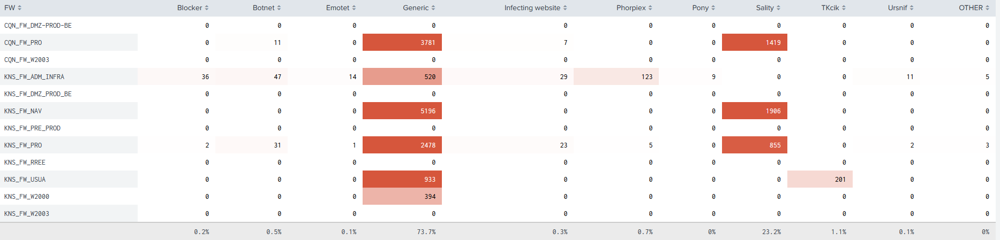 FW Blocker Botnet Emotet Generic Infecting website Phorpiex Pony Sality TKcik Ursnif OTHER
CQN_FW_DMZ-PROD-BE 0 0 0 0 0 0 0 0 0 0 0
CQN_FW_PRO 0 11 0 3781 7 0 0 1419 0 0 0
CQN_FW_W2003 0 0 0 0 0 0 0 0 0 0 0
KNS_FW_ADM_INFRA 36 47 14 520 29 123 9 0 0 11 5
KNS_FW_DMZ_PROD_BE 0 0 0 0 0 0 0 0 0 0 0
KNS_FW_NAV 0 0 0 5196 0 0 0 1906 0 0 0
KNS_FW_PRE_PROD 0 0 0 0 0 0 0 0 0 0 0
KNS_FW_PRO 2 31 1 2478 23 5 0 855 0 2 3
KNS_FW_RREE 0 0 0 0 0 0 0 0 0 0 0
KNS_FW_USUA 0 0 0 933 0 0 0 0 201 0 0
KNS_FW_W2000 0 0 0 394 0 0 0 0 0 0 0
KNS_FW_W2003 0 0 0 0 0 0 0 0 0 0 0
0.2% 0.5% 0.1% 73.7% 0.3% 0.7% 0% 23.2% 1.1% 0.1% 0%